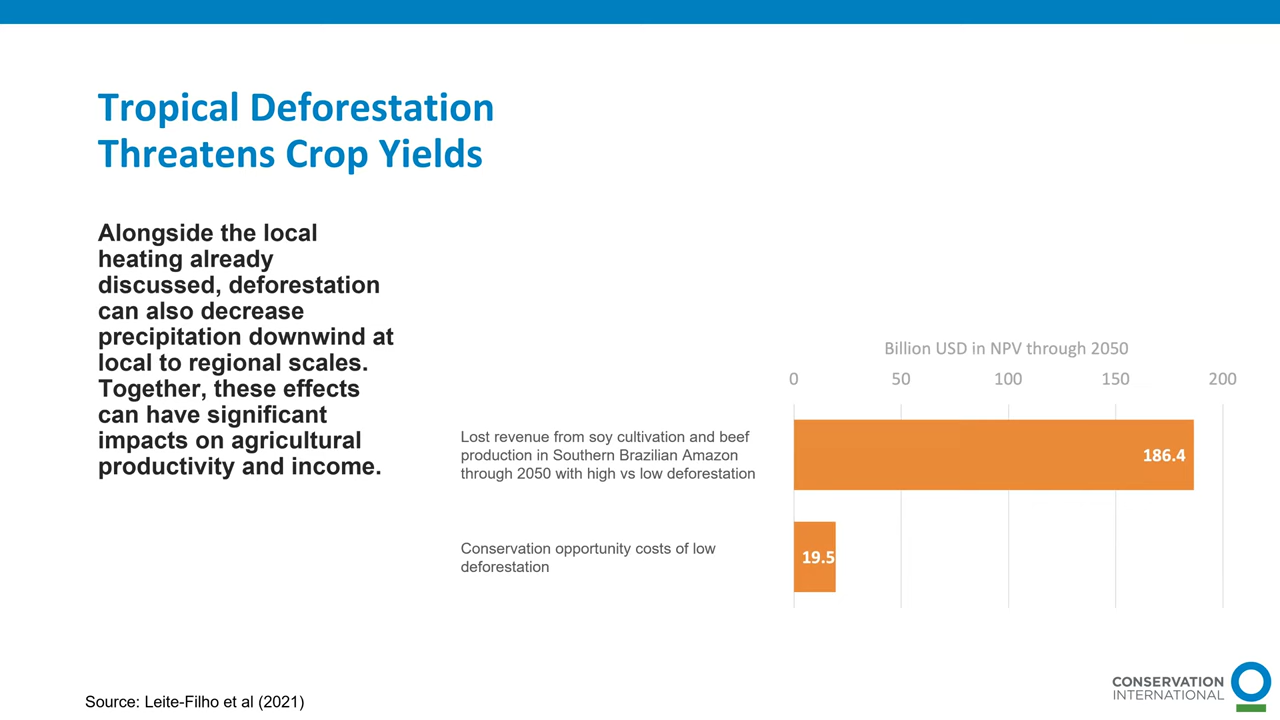 Tropical Deforestation
Threatens Crop Yields
Alongside the local
heating already
discussed, deforestation
can also decrease
precipitation downwind at
local to regional scales.
Together, these effects
can have significant
impacts on agricultural
productivity and income.
Billion USD in NPV through 2050
0 50 100 150 200
Lost revenue from soy cultivation and beef
production in Southern Brazilian Amazon
through 2050 with high vs low deforestation
186.4
Conservation opportunity costs of low
deforestation
19.5
Source: Leite-Filho et al (2021)
CONSERVATION
INTERNATIONAL